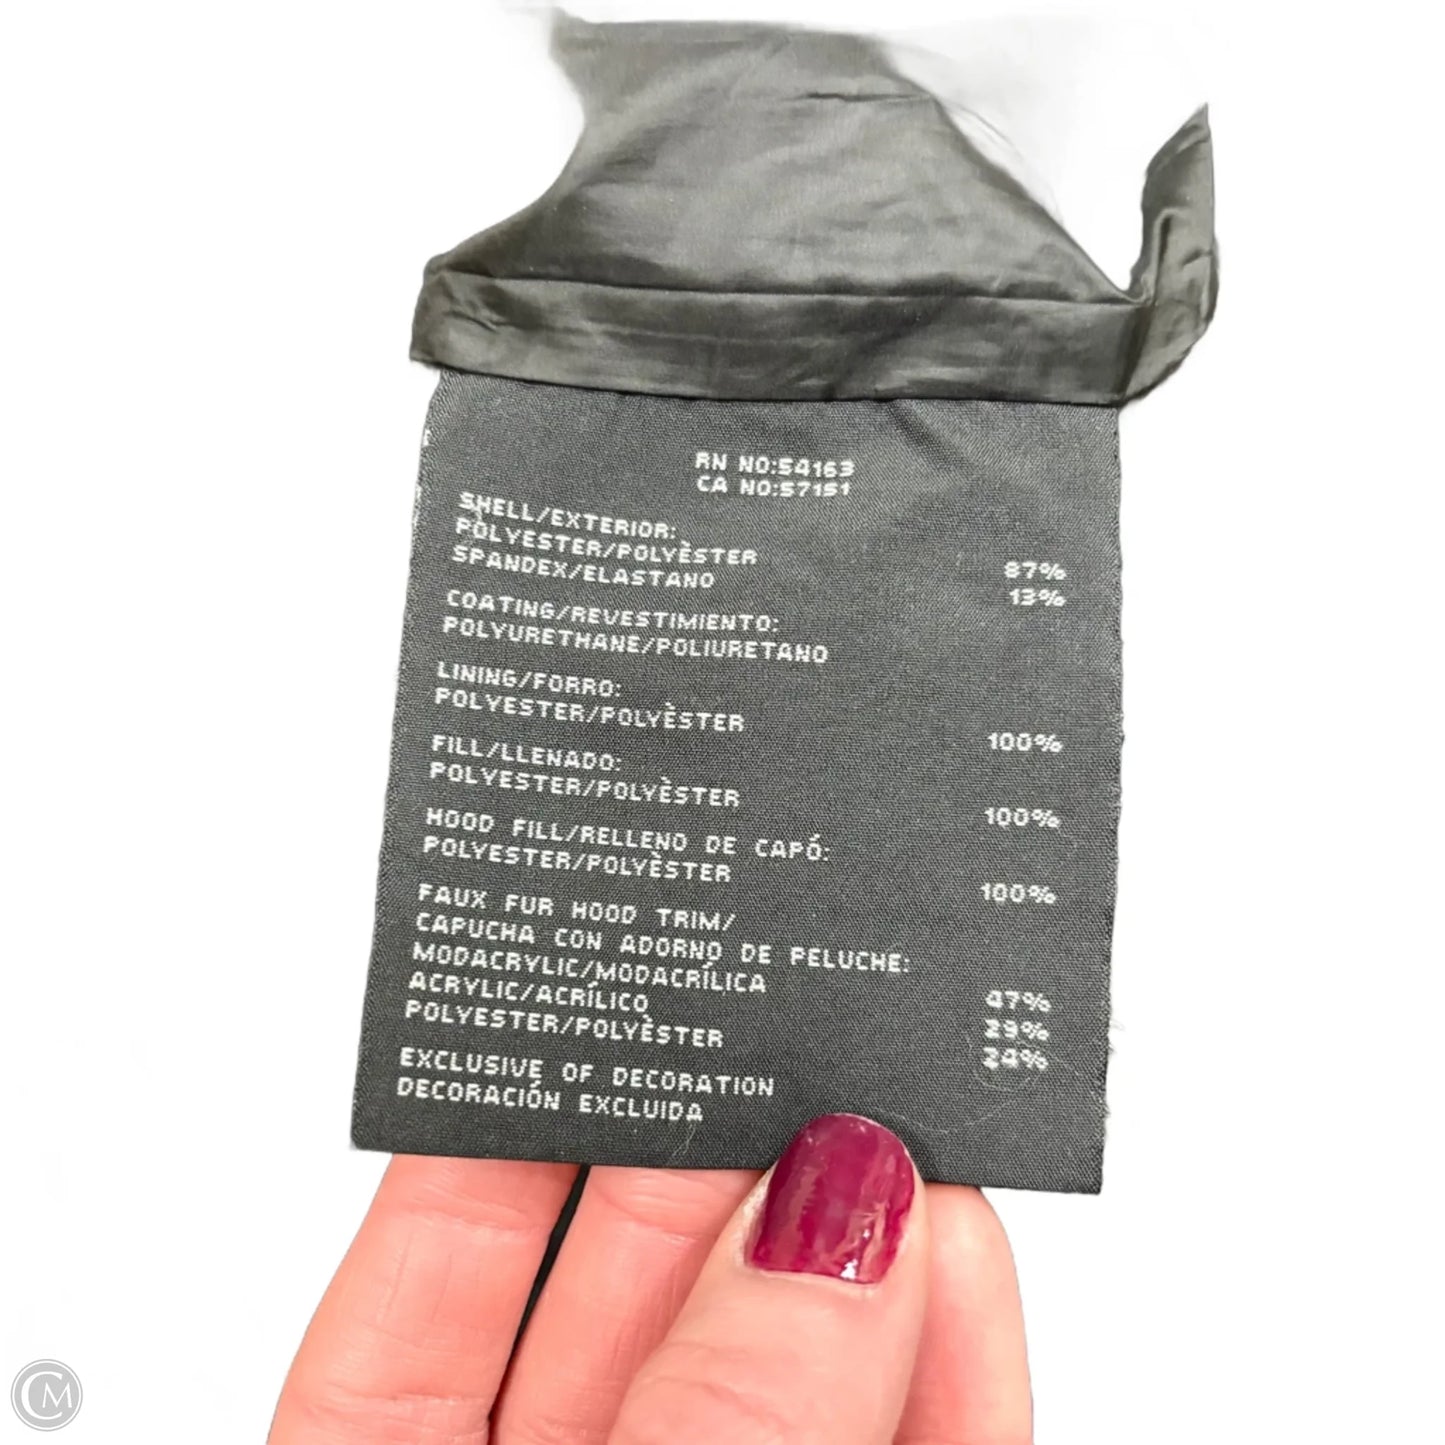 RN NO:54163
CA NO:57151
SHELL/EXTERIOR:
POLYESTER/POLYÈSTER 87%
SPANDEX/ELASTANO 13%
COATING/REVESTIMIENTO:
POLYURETHANE/POLIURETANO
LINING/FORRO:
POLYESTER/POLYÈSTER 100%
FILL/LLENADO:
POLYESTER/POLYÈSTER 100%
HOOD FILL/RELLENO DE CAPÓ:
POLYESTER/POLYÈSTER 100%
FAUX FUR HOOD TRIM/
CAPUCHA CON ADORNO DE PELUCHE:
MODACRYLIC/MODACRÍLICA 47%
ACRYLIC/ACRÍLICO 29%
POLYESTER/POLYÈSTER 24%
EXCLUSIVE OF DECORATION
DECORACIÓN EXCLUIDA
CM